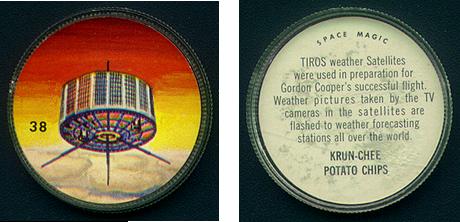 38
SPACE MAGIC
TIROS weather Satellites
were used in preparation for
Gordon Cooper's successful flight.
Weather pictures taken by the TV
cameras in the satellites are
flashed to weather forecasting
stations all over the world.
KRUN-CHEE
POTATO CHIPS